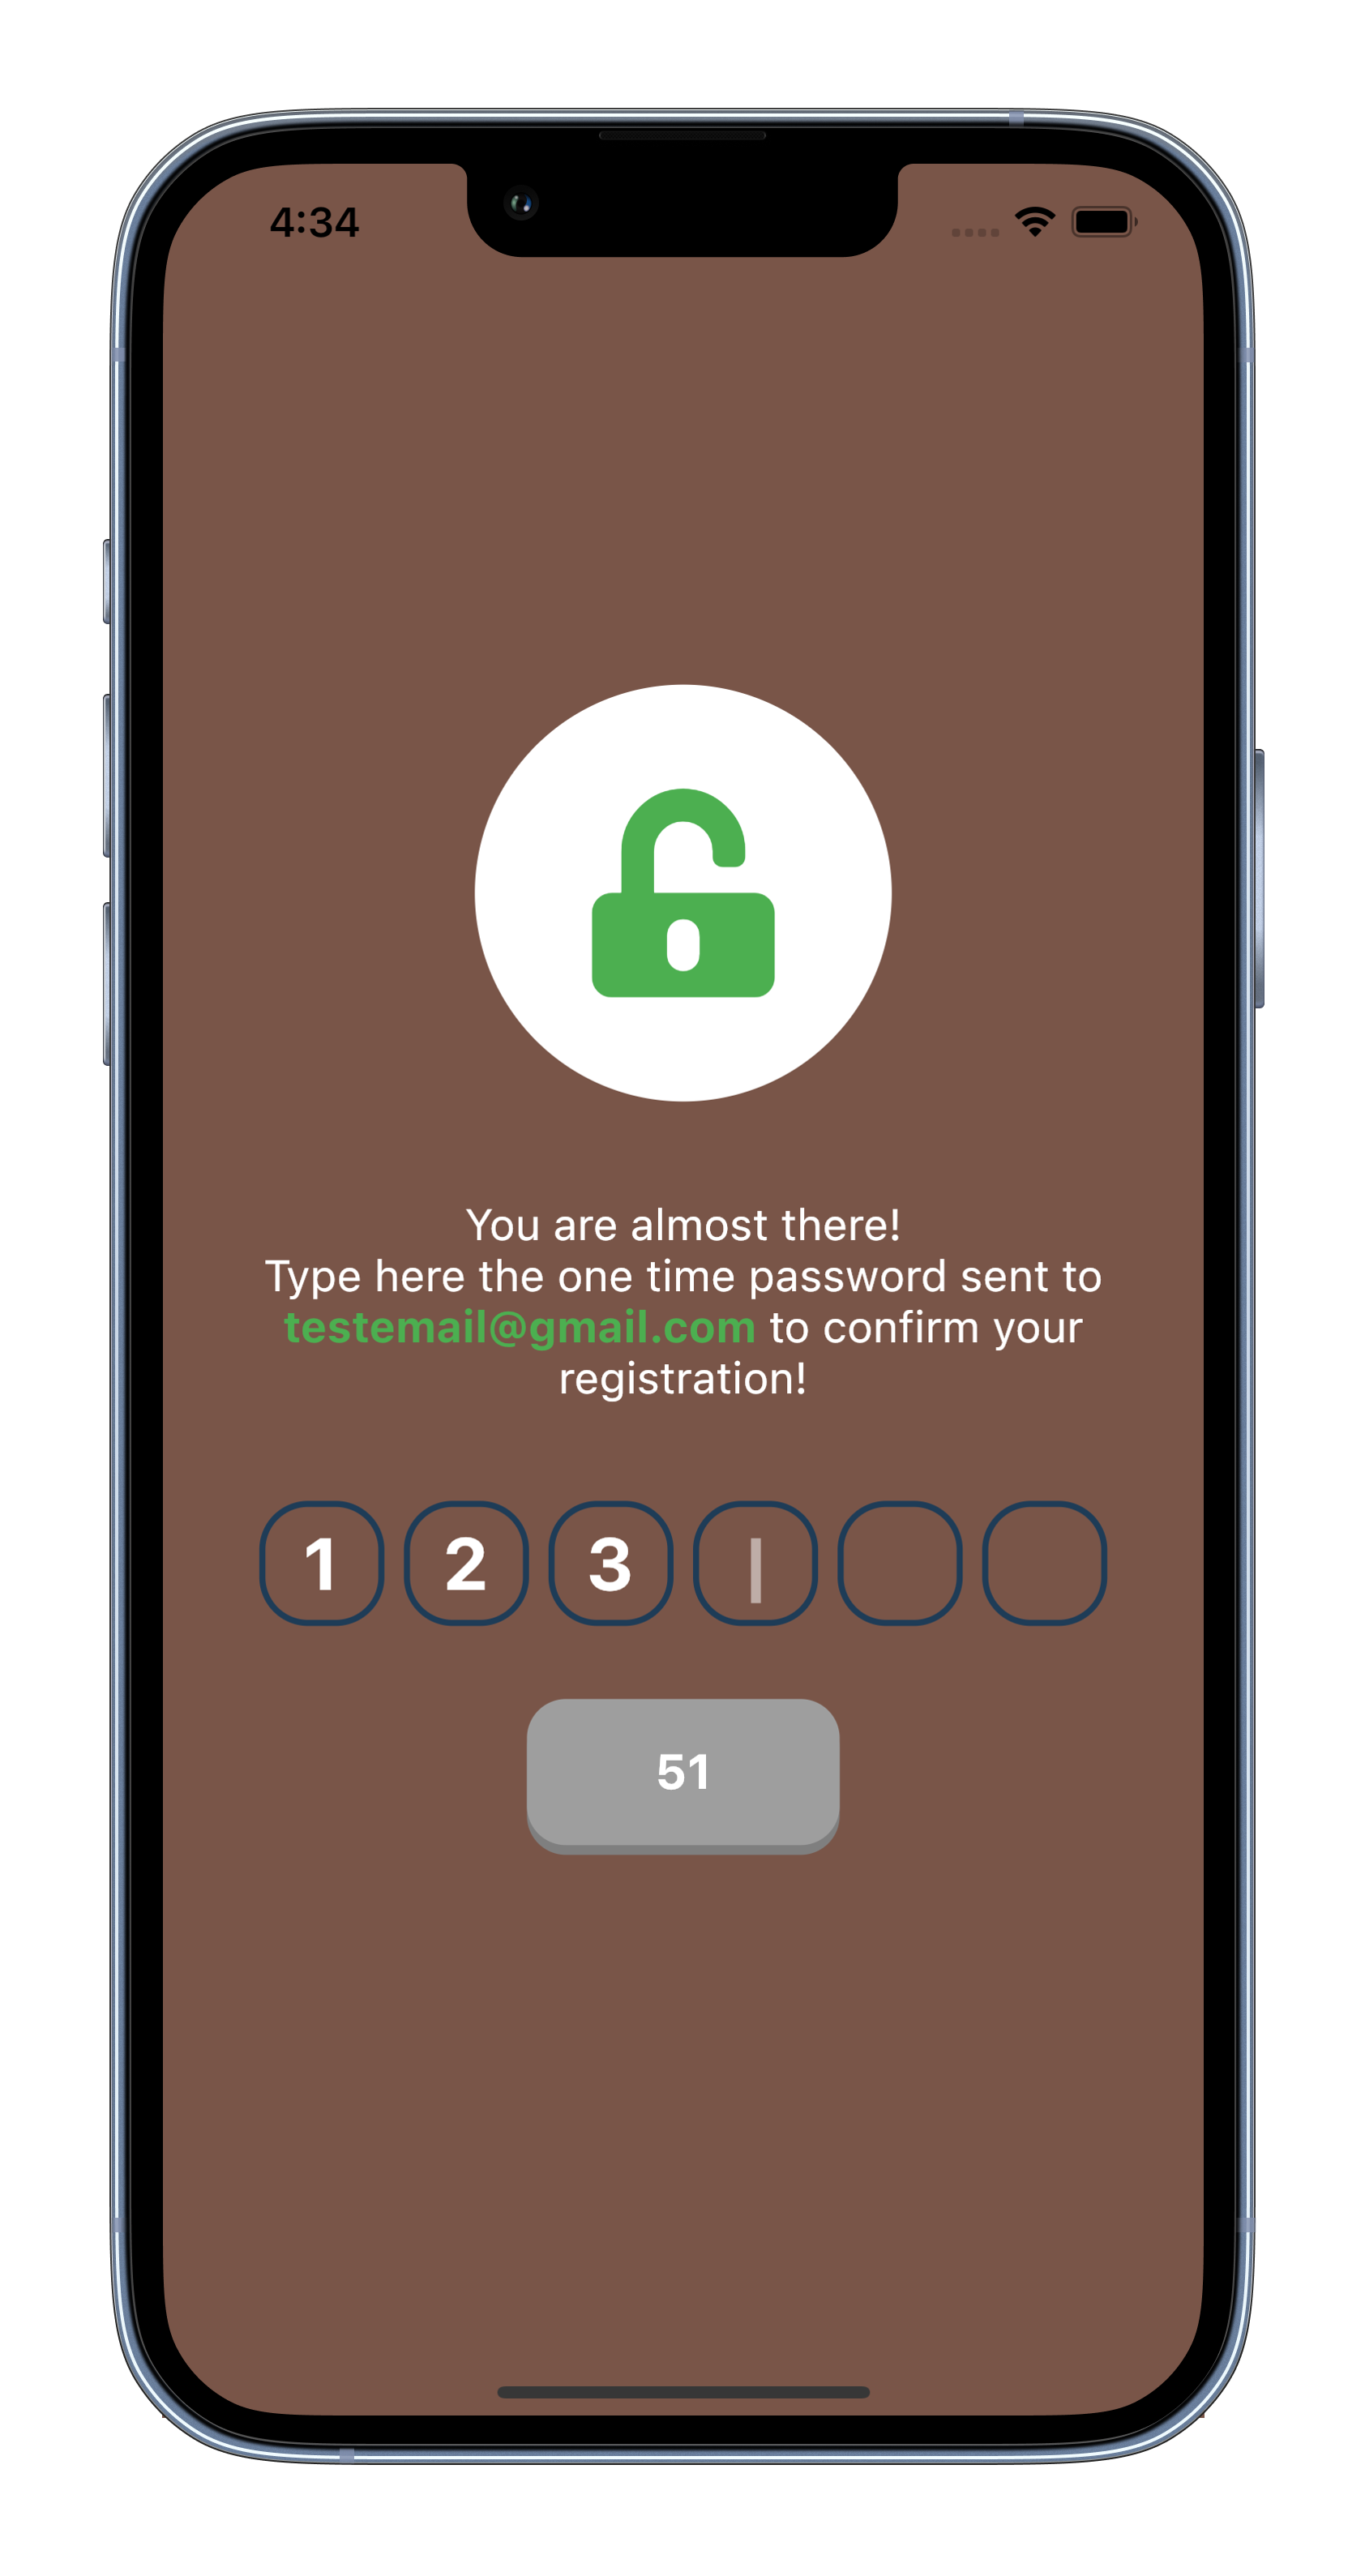 4:34
You are almost there!
Type here the one time password sent to
testemail@gmail.com to confirm your
registration!
1 2 3
51